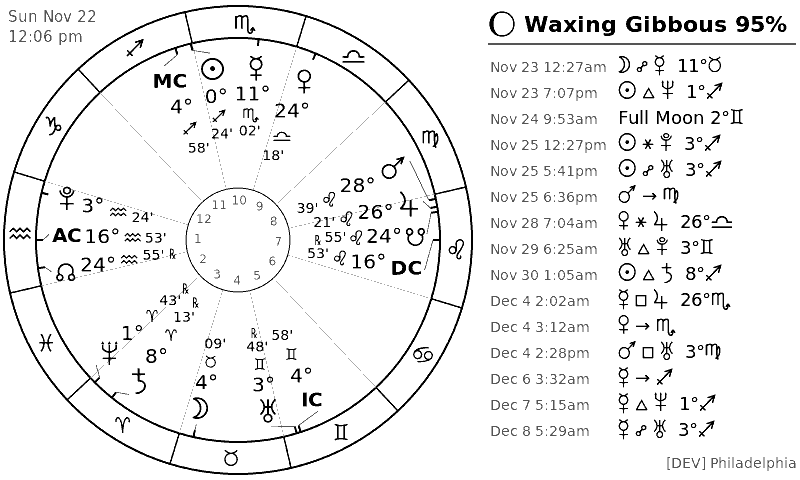 Sun Nov 22
12:06 pm
♏
♐
♎
♑
♍
♒
♌
♓
♋
♈
♊
♉
MC 4° ♐ 58'
☉ 0° ♐ 24'
☿ 11° ♏ 02'
♀ 24° ♎ 18'
♂ 28° ♌ 39'
♃ 26° ♌ 21'
☋ 24° ♌ 55' ℞
DC 16° ♌ 53'
♇ 3° ♒ 24'
AC 16° ♒ 53'
☊ 24° ♒ 55' ℞
♆ 1° ♈ 43' ℞
♄ 8° ♈ 13' ℞
☽ 4° ♉ 09'
♅ 3° ♊ 48' ℞
IC 4° ♊ 58'
1
2
3
4
5
6
7
8
9
10
11
12
Waxing Gibbous 95%
Nov 23 12:27am ☽ ☍ ☿ 11°♉
Nov 23 7:07pm ☉ △ ♆ 1°♐
Nov 24 9:53am Full Moon 2°♊
Nov 25 12:27pm ☉ ⚹ ♇ 3°♐
Nov 25 5:41pm ☉ ☍ ♅ 3°♐
Nov 25 6:36pm ♂ → ♍
Nov 28 7:04am ♀ ⚹ ♃ 26°♎
Nov 29 6:25am ♅ △ ♇ 3°♊
Nov 30 1:05am ☉ △ ♄ 8°♐
Dec 4 2:02am ☿ □ ♃ 26°♏
Dec 4 3:12am ♀ → ♏
Dec 4 2:28pm ♂ □ ♅ 3°♍
Dec 6 3:32am ☿ → ♐
Dec 7 5:15am ☿ △ ♆ 1°♐
Dec 8 5:29am ☿ ☍ ♅ 3°♐
[DEV] Philadelphia